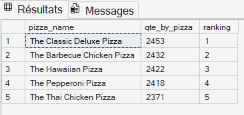 Résultats Messages
pizza_name qte_by_pizza ranking
1 The Classic Deluxe Pizza 2453 1
2 The Barbecue Chicken Pizza 2432 2
3 The Hawaiian Pizza 2422 3
4 The Pepperoni Pizza 2418 4
5 The Thai Chicken Pizza 2371 5